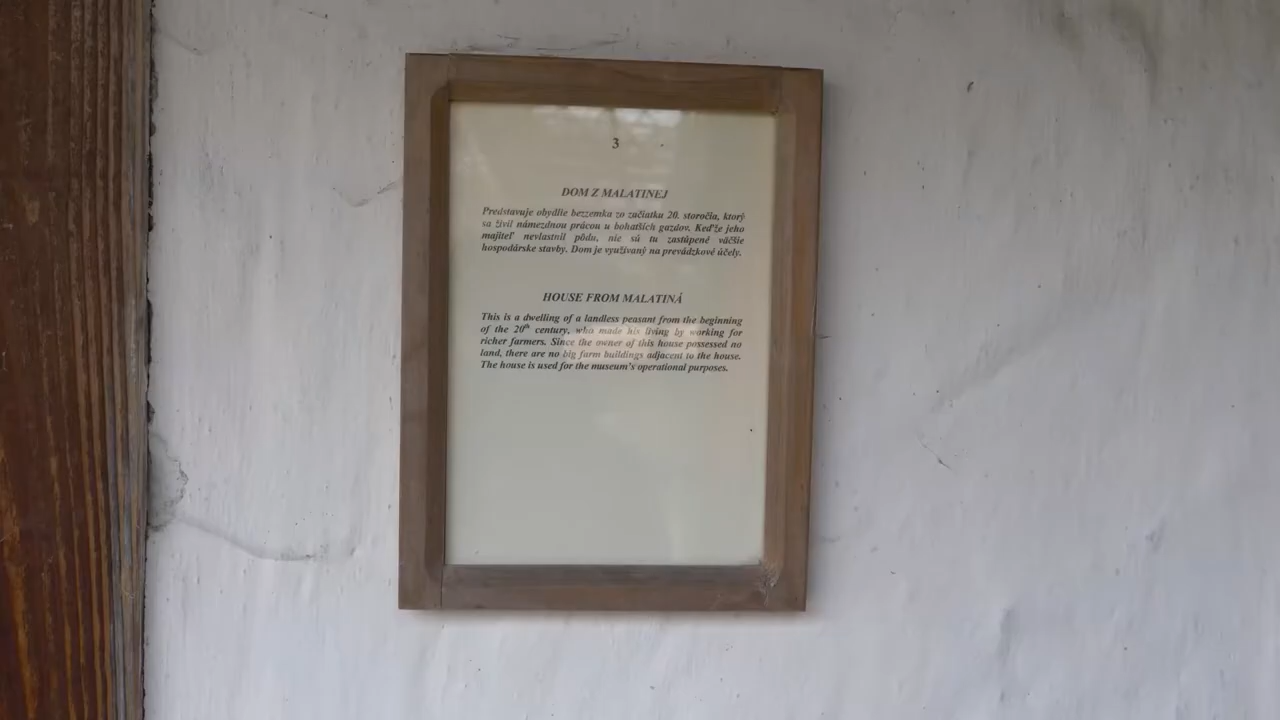 3
DOM Z MALATINEJ
Predstavuje obydlie bezzemka zo začiatku 20. storočia, ktorý
sa živil námezdnou prácou u bohatších gazdov. Keďže jeho
majiteľ nevlastnil pôdu, nie sú tu zastúpené väčšie
hospodárske stavby. Dom je využívaný na prevádzkové účely.
HOUSE FROM MALATINÁ
This is a dwelling of a landless peasant from the beginning
of the 20th century, who made his living by working for
richer farmers. Since the owner of this house possessed no
land, there are no big farm buildings adjacent to the house.
The house is used for the museum's operational purposes.